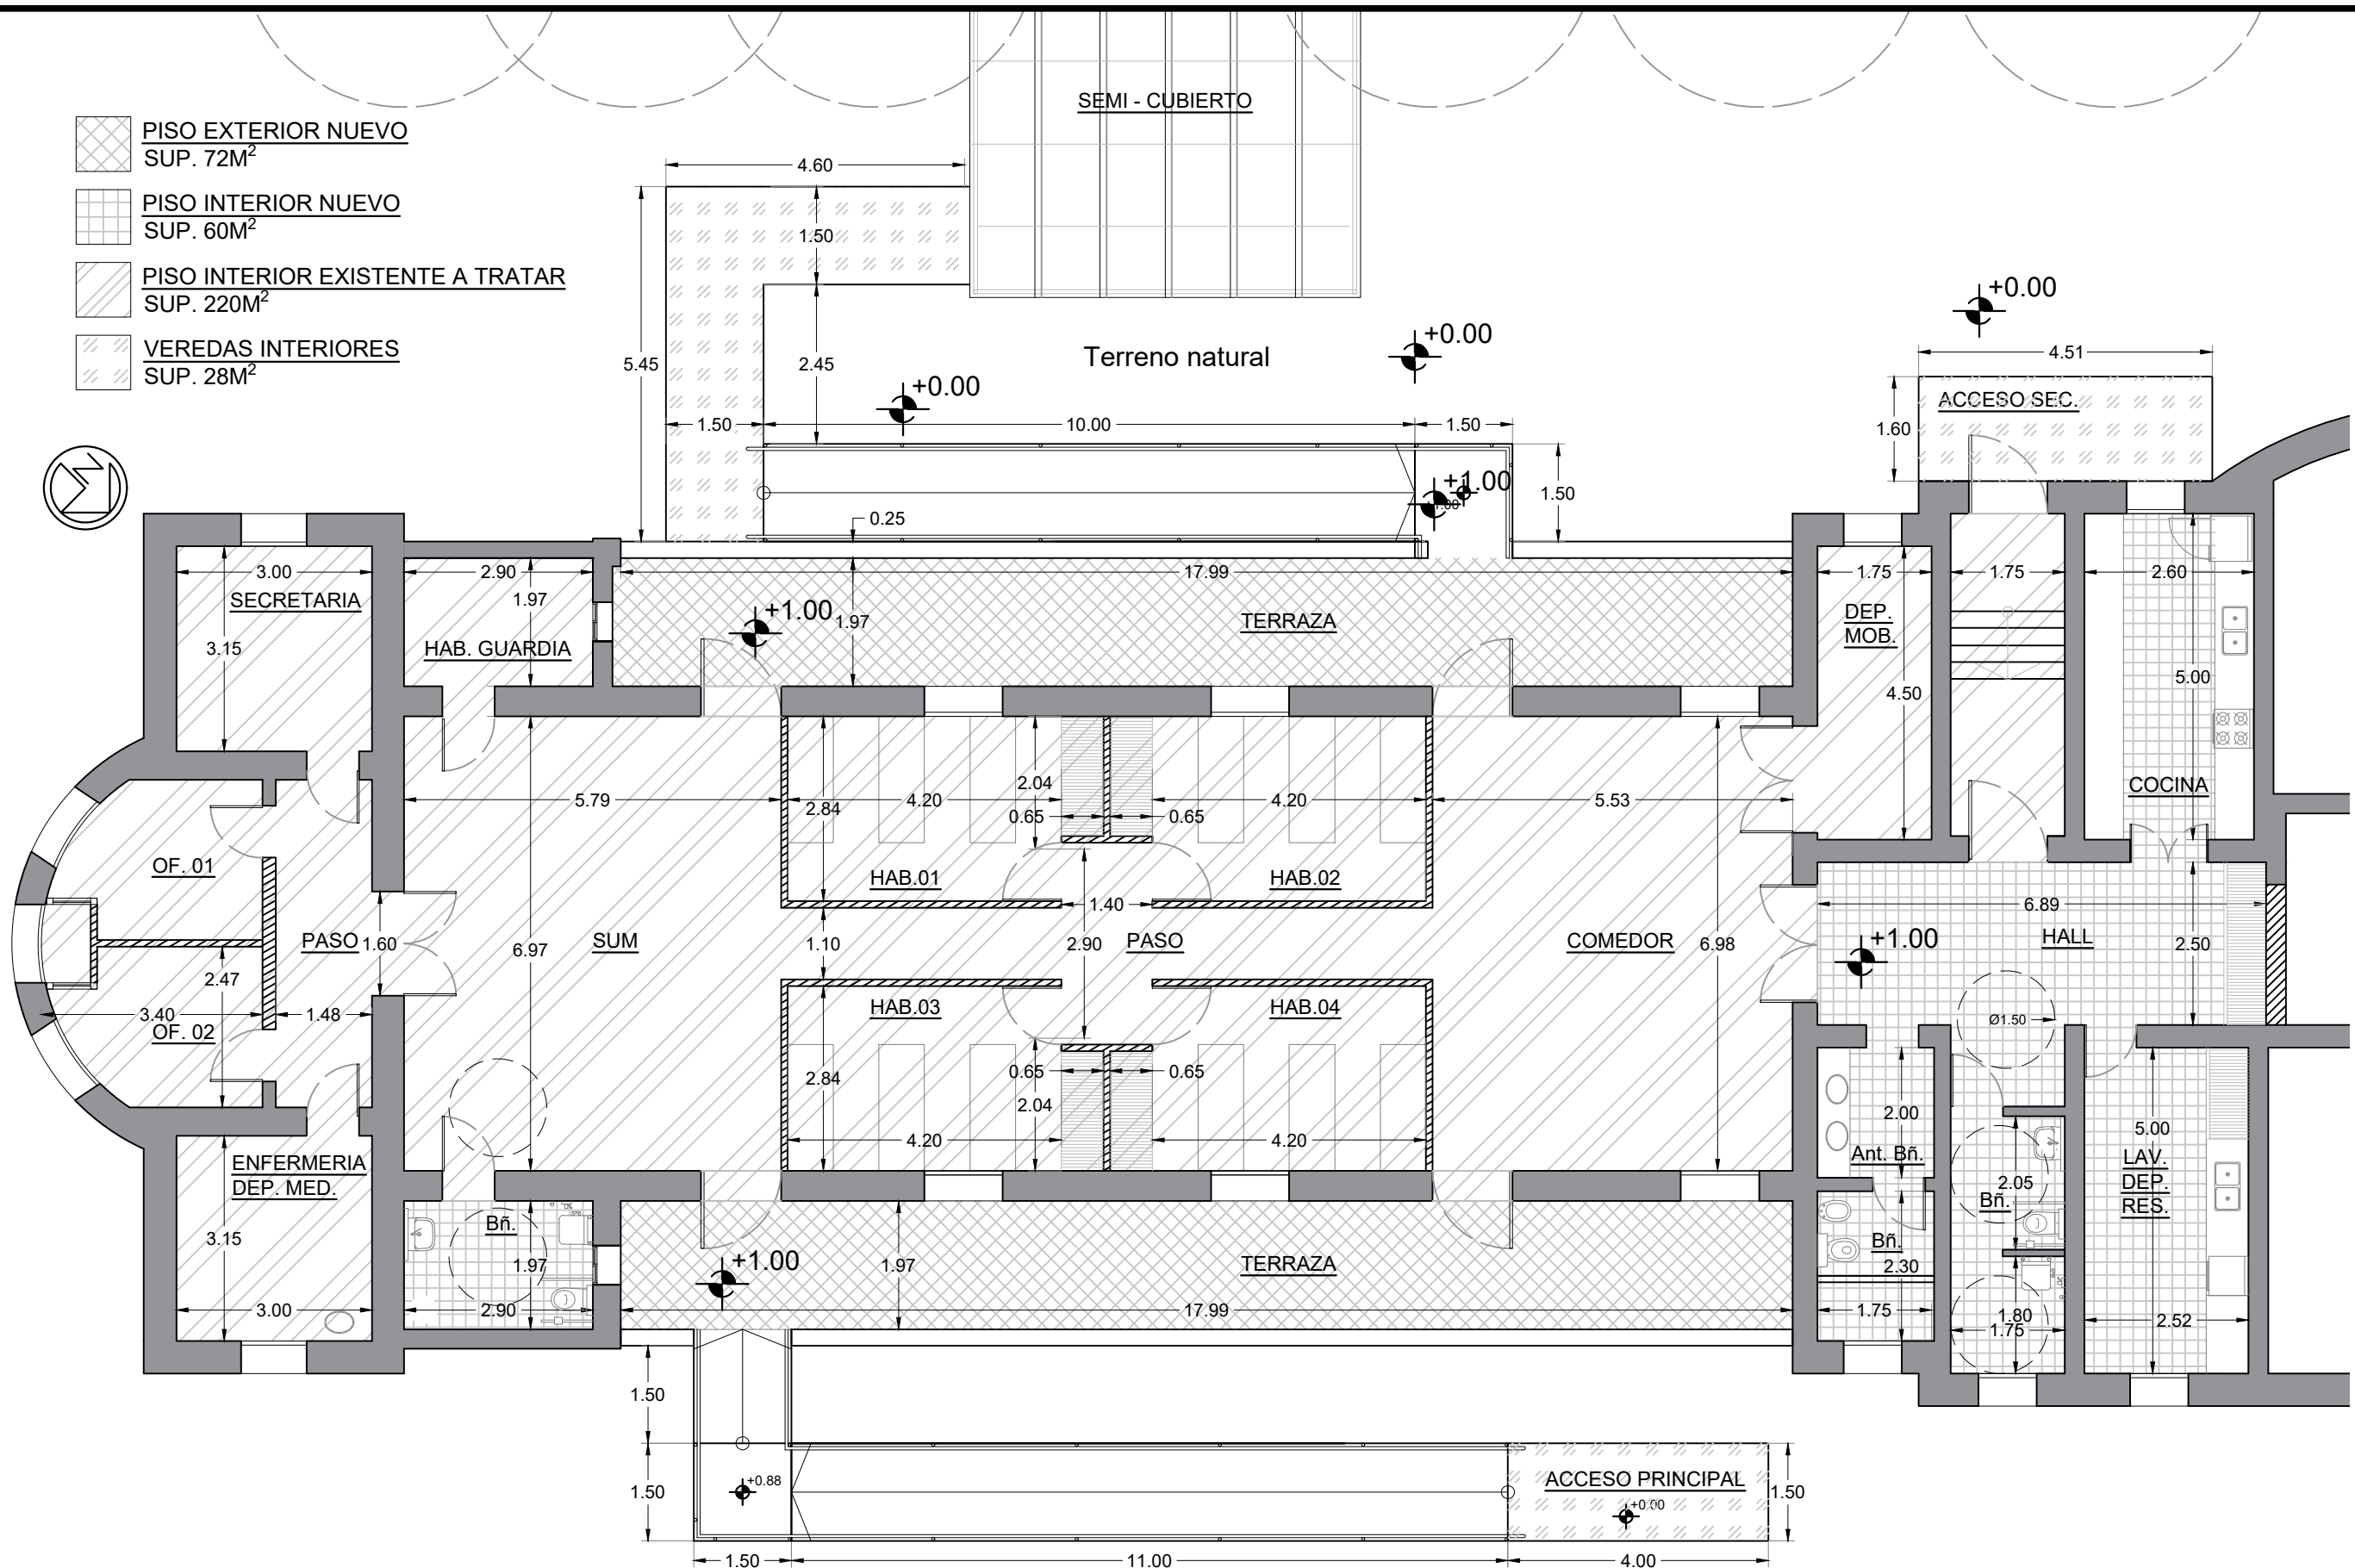 SEMI - CUBIERTO
PISO EXTERIOR NUEVO
SUP. 72M²
PISO INTERIOR NUEVO
SUP. 60M²
PISO INTERIOR EXISTENTE A TRATAR
SUP. 220M²
VEREDAS INTERIORES
SUP. 28M²
4.60
1.50
5.45
2.45
Terreno natural
+0.00
+0.00
+0.00
4.51
ACCESO SEC.
1.60
1.50
10.00
1.50
+1.00
1.50
0.25
3.00
SECRETARIA
3.15
2.90
1.97
HAB. GUARDIA
17.99
+1.00
1.97
TERRAZA
1.75
DEP.
MOB.
4.50
1.75
2.60
5.00
COCINA
5.79
2.84
4.20
2.04
0.65
0.65
4.20
5.53
OF. 01
HAB.01
HAB.02
1.40
PASO
1.60
6.97
SUM
1.10
2.90
PASO
COMEDOR
6.98
+1.00
6.89
HALL
2.50
2.47
3.40
OF. 02
1.48
HAB.03
HAB.04
Ø1.50
2.84
0.65
0.65
2.04
4.20
4.20
ENFERMERIA
DEP. MED.
3.15
3.00
Bñ.
1.97
2.90
+1.00
1.97
TERRAZA
17.99
2.00
Ant. Bñ.
Bñ.
2.30
1.75
2.05
Bñ.
1.80
1.75
5.00
LAV.
DEP.
RES.
2.52
1.50
1.50
+0.88
ACCESO PRINCIPAL
+0.00
1.50
1.50
11.00
4.00